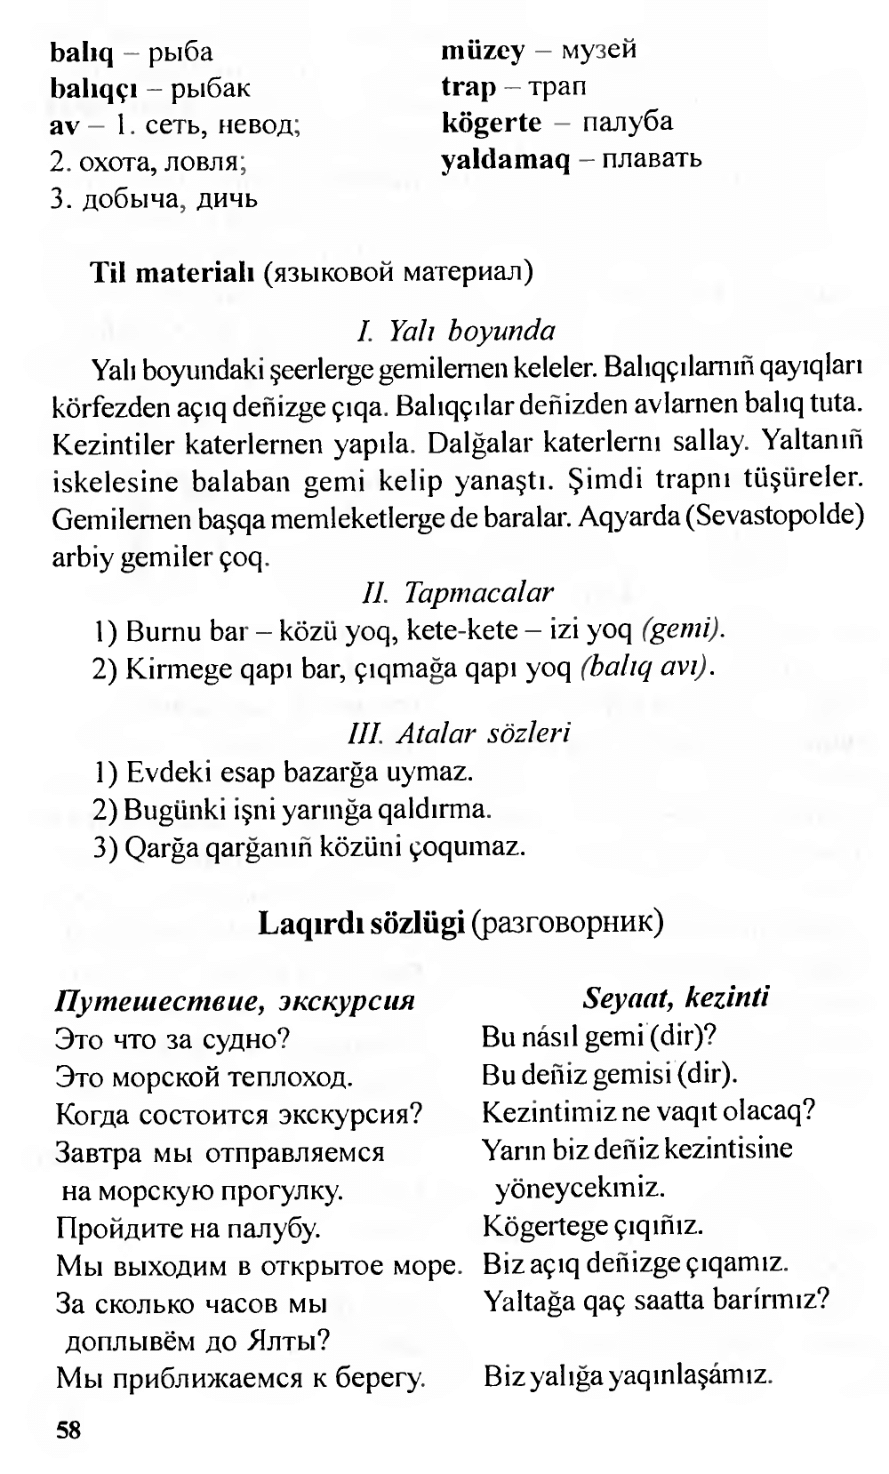 balıq – рыба
balıqçı – рыбак
av – 1. сеть, невод;
2. охота, ловля;
3. добыча, дичь
müzey – музей
trap – трап
kögerte – палуба
yaldamaq – плавать
Til materialı (языковой материал)
I. Yalı boyunda
Yalı boyundaki şeerlerge gemilernen keleler. Balıqçılarnıñ qayıqları
körfezden açıq deñizge çıqa. Balıqçılar deñizden avlarnen balıq tuta.
Kezintiler katerlernen yapıla. Dalğalar katerlerni sallay. Yaltanıñ
iskelesine balaban gemi kelip yanaştı. Şimdi trapnı tüşüreler.
Gemilernen başqa memleketlerge de baralar. Aqyarda (Sevastopolde)
arbiy gemiler çoq.
II. Tapmacalar
1) Burnu bar – közü yoq, kete-kete – izi yoq (gemi).
2) Kirmege qapı bar, çıqmağa qapı yoq (balıq avı).
III. Atalar sözleri
1) Evdeki esap bazarğa uymaz.
2) Bugünki işni yarınğa qaldırma.
3) Qarğa qarğanıñ közüni çoqumaz.
Laqırdı sözlügi (разговорник)
Путешествие, экскурсия
Seyaat, kezinti
Это что за судно?
Bu násıl gemi (dir)?
Это морской теплоход.
Bu deñiz gemisi (dir).
Когда состоится экскурсия?
Kezintimiz ne vaqıt olacaq?
Завтра мы отправляемся
на морскую прогулку.
Yarın biz deñiz kezintisine
yöneycekmiz.
Пройдите на палубу.
Kögertege çıqıñız.
Мы выходим в открытое море.
Biz açıq deñizge çıqamız.
За сколько часов мы
доплывём до Ялты?
Yaltağa qaç saatta barírmız?
Мы приближаемся к берегу.
Biz yalığa yaqınlaşámız.
58